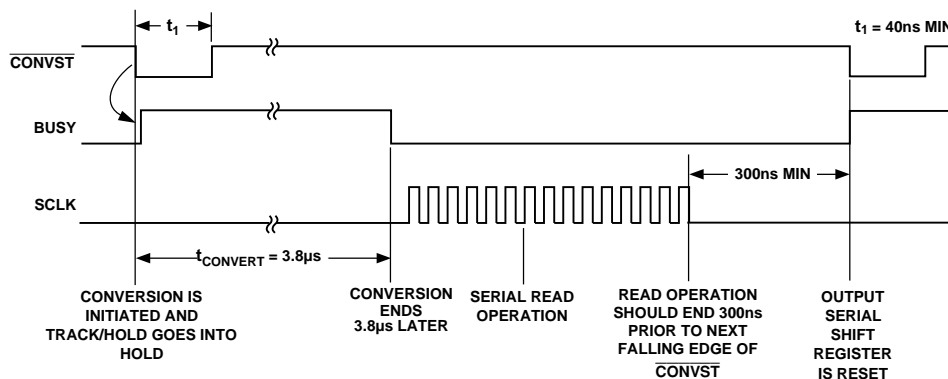 t1
t1 = 40ns MIN
CONVST
BUSY
300ns MIN
SCLK
tCONVERT = 3.8µs
CONVERSION IS
INITIATED AND
TRACK/HOLD GOES INTO
HOLD
CONVERSION
ENDS
3.8µs LATER
SERIAL READ
OPERATION
READ OPERATION
SHOULD END 300ns
PRIOR TO NEXT
FALLING EDGE OF
CONVST
OUTPUT
SERIAL
SHIFT
REGISTER
IS RESET